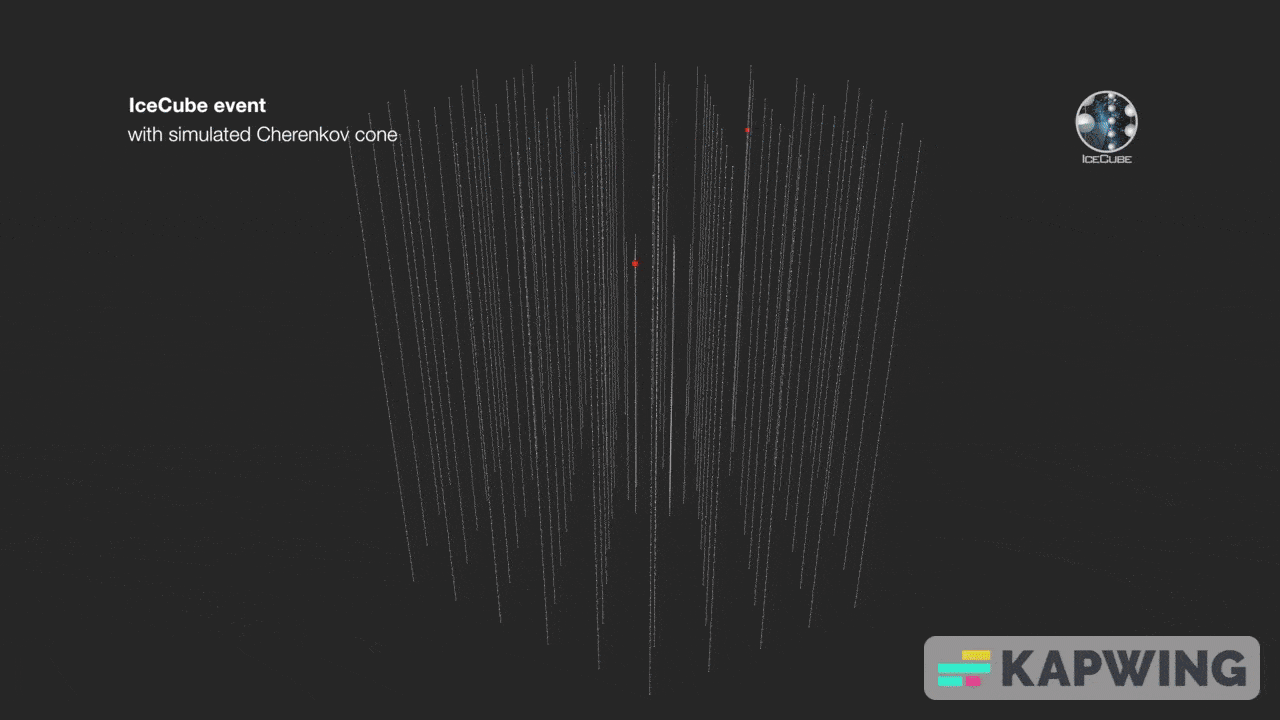 IceCube event
with simulated Cherenkov cone
ICECUBE
KAPWING